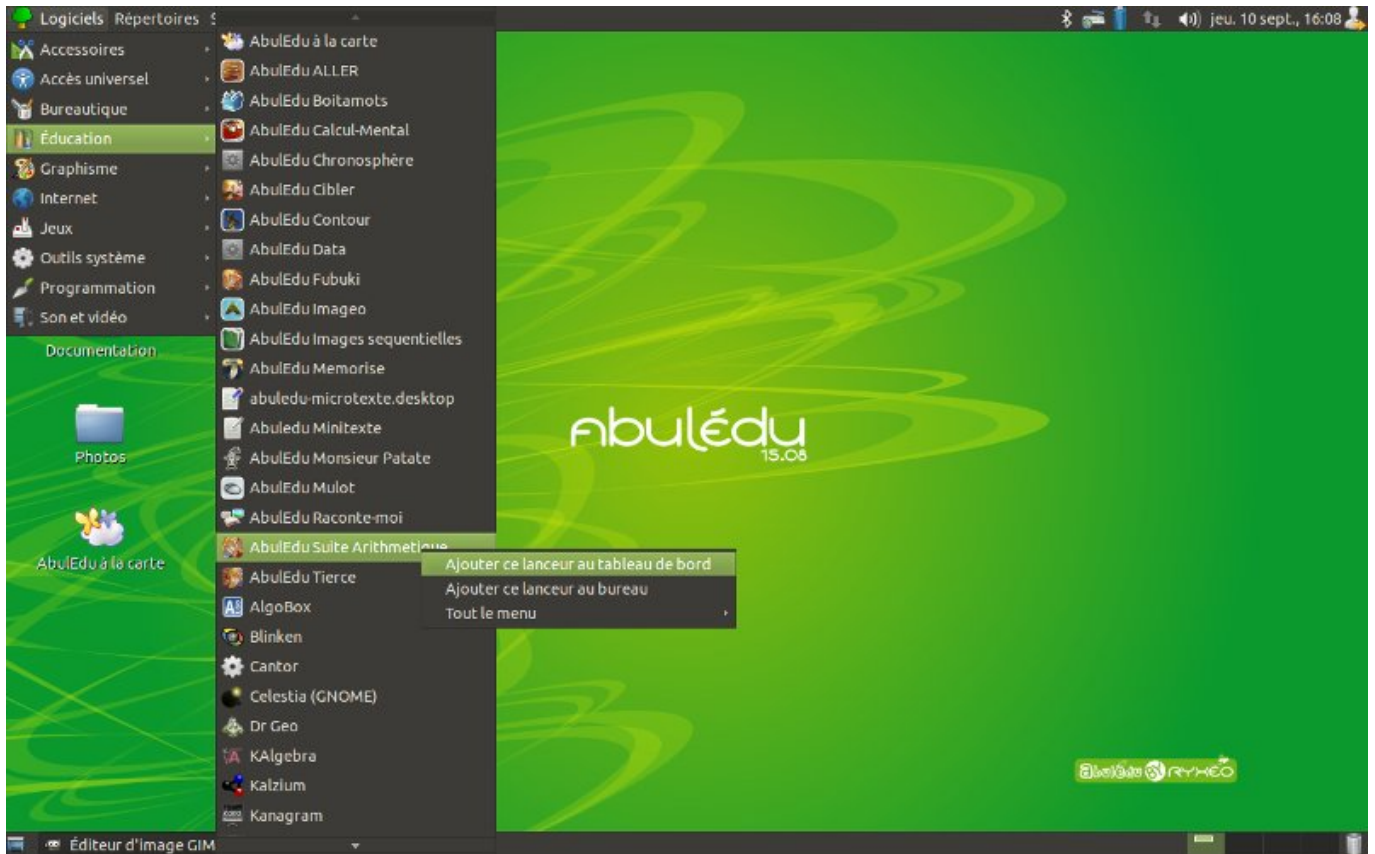 Logiciels Répertoires S
jeu. 10 sept., 16:08
Accessoires
Accès universel
Bureautique
Éducation
Graphisme
Internet
Jeux
Outils système
Programmation
Son et vidéo
AbulEdu à la carte
AbulEdu ALLER
AbulEdu Boitamots
AbulEdu Calcul-Mental
AbulEdu Chronosphère
AbulEdu Cibler
AbulEdu Contour
AbulEdu Data
AbulEdu Fubuki
AbulEdu Imageo
AbulEdu Images sequentielles
AbulEdu Memorise
abuledu-microtexte.desktop
Abuledu Minitexte
AbulEdu Monsieur Patate
AbulEdu Mulot
AbulEdu Raconte-moi
AbulEdu Suite Arithmetique
AbulEdu Tierce
AlgoBox
Blinken
Cantor
Celestia (GNOME)
Dr Geo
KAlgebra
Kalzium
Kanagram
Ajouter ce lanceur au tableau de bord
Ajouter ce lanceur au bureau
Tout le menu
Documentation
Photos
AbulEdu à la carte
abulédu
15.08
abulédu RYXEO
Éditeur d'image GIM